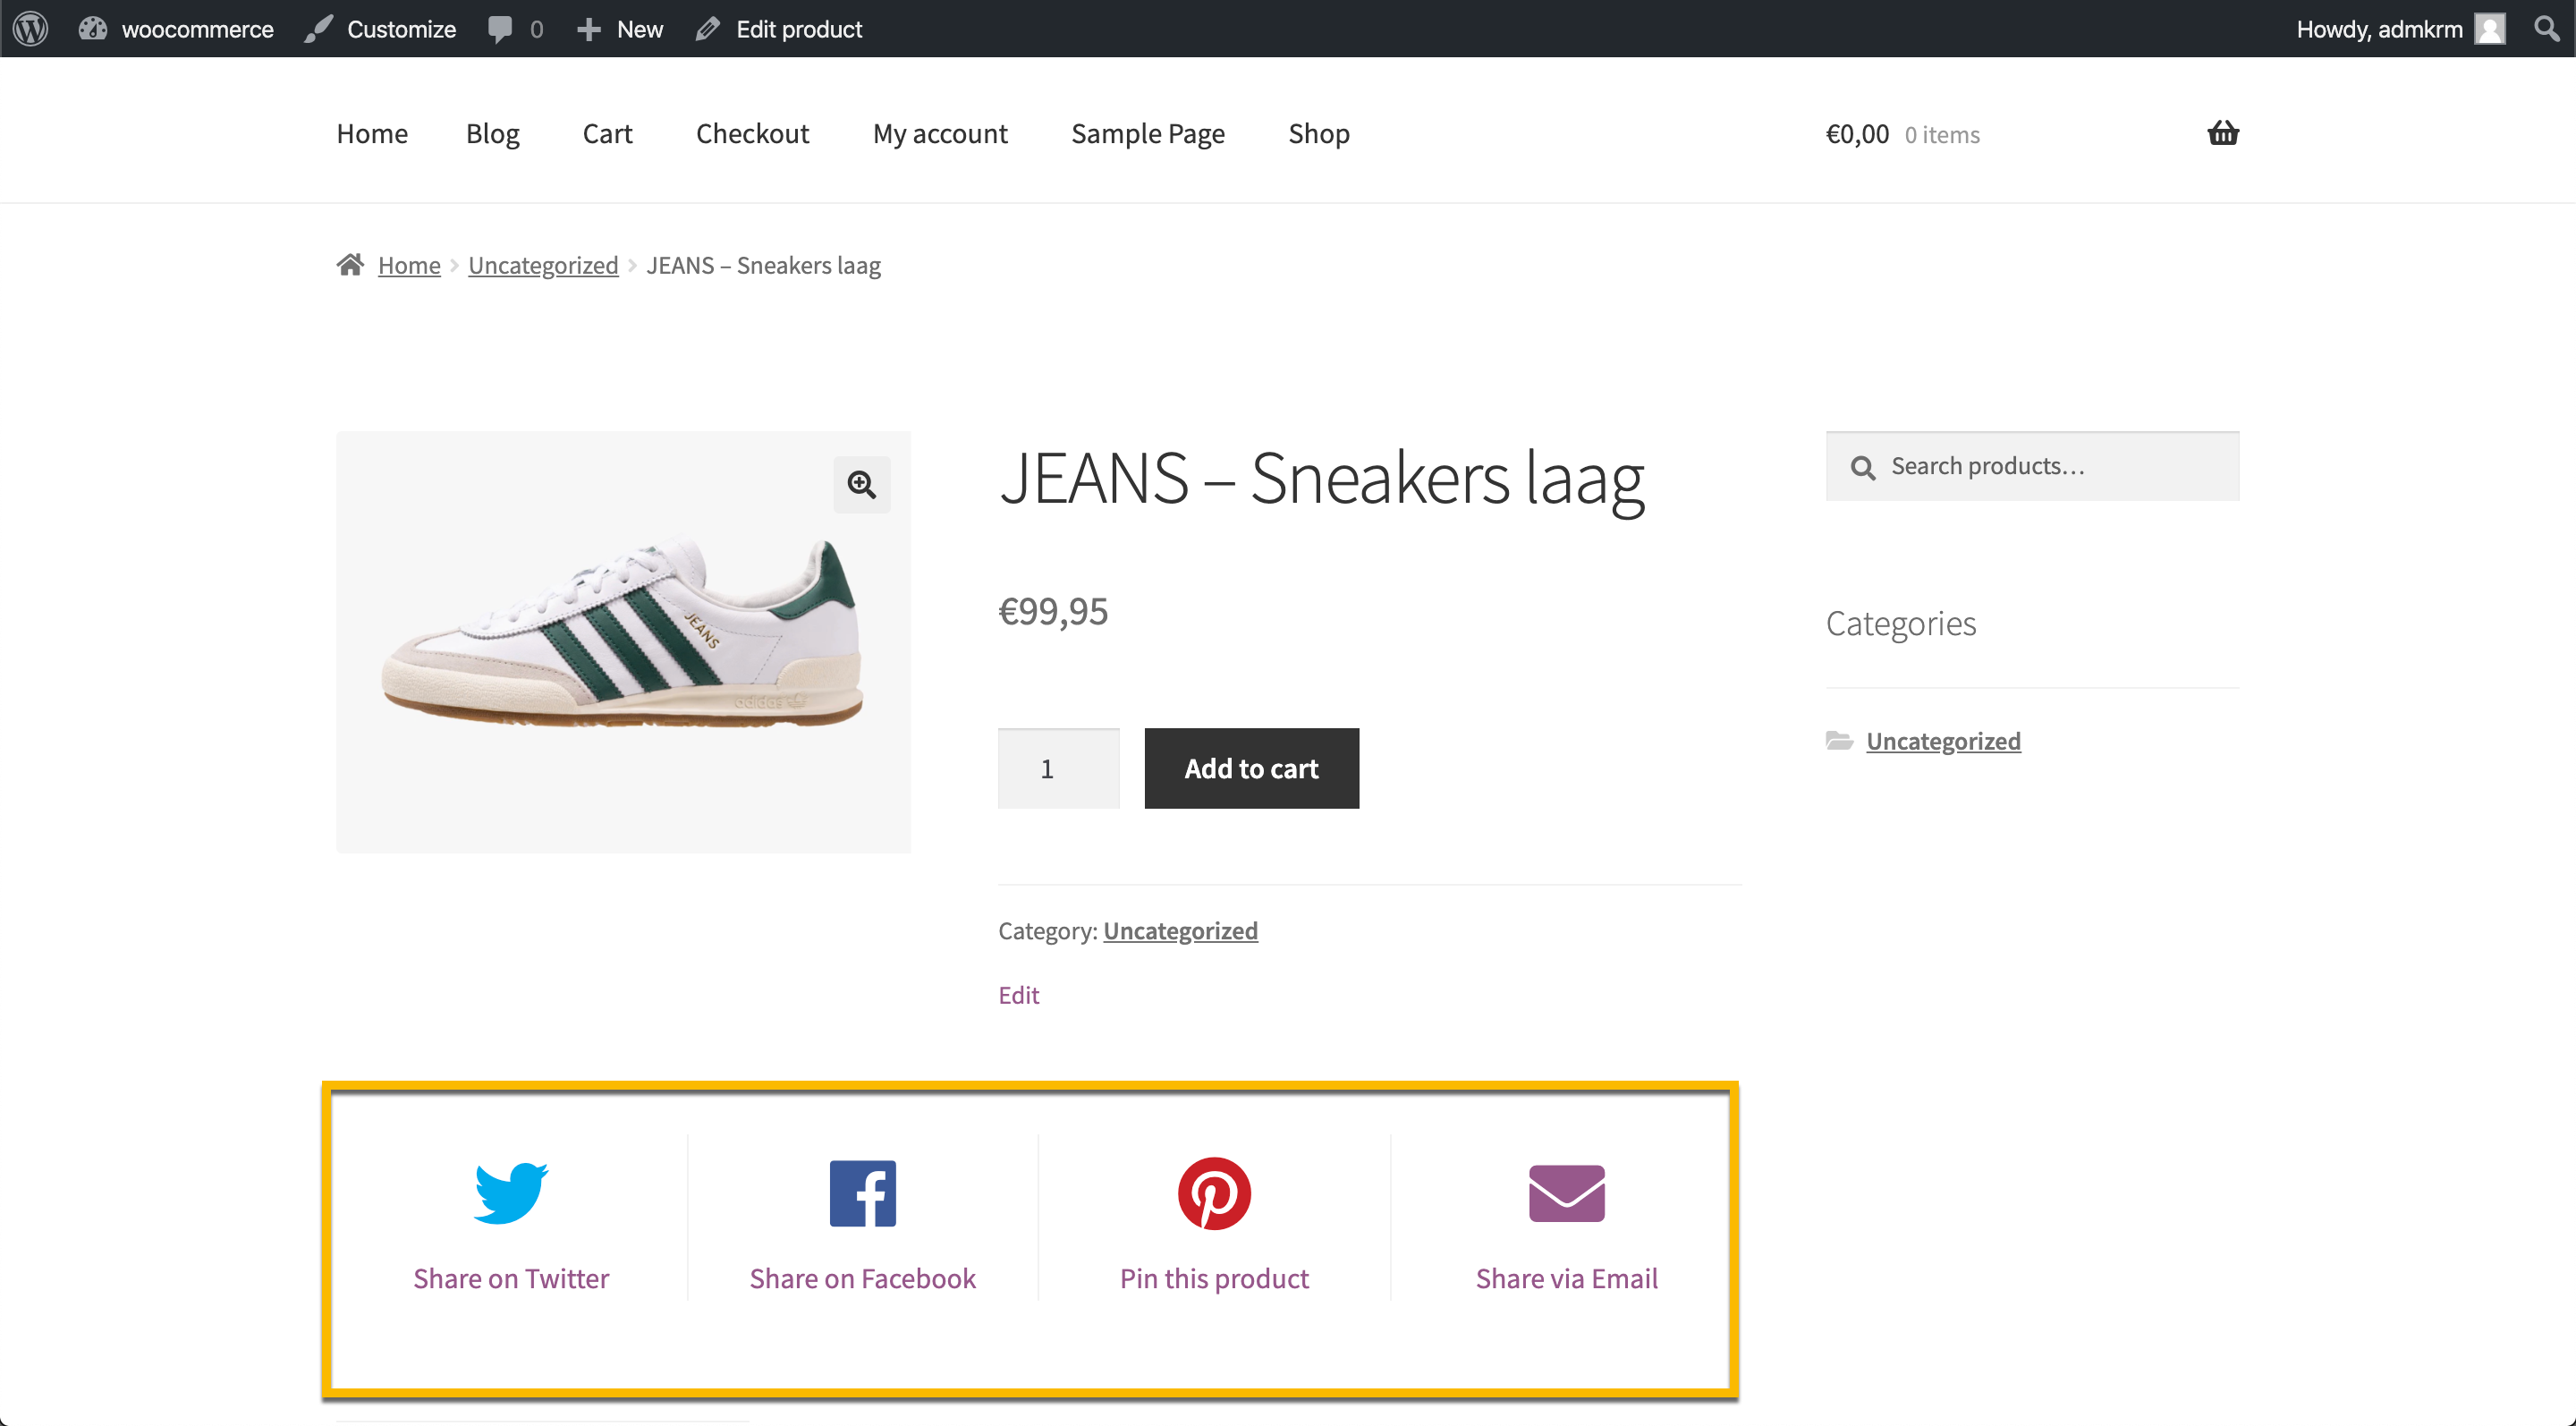 woocommerce Customize 0 New Edit product Howdy, admkrm
Home Blog Cart Checkout My account Sample Page Shop €0,00 0 items
Home Uncategorized JEANS – Sneakers laag
JEANS – Sneakers laag
Search products…
JEANS
adidas
€99,95
Categories
1 Add to cart
Uncategorized
Category: Uncategorized
Edit
Share on Twitter Share on Facebook Pin this product Share via Email